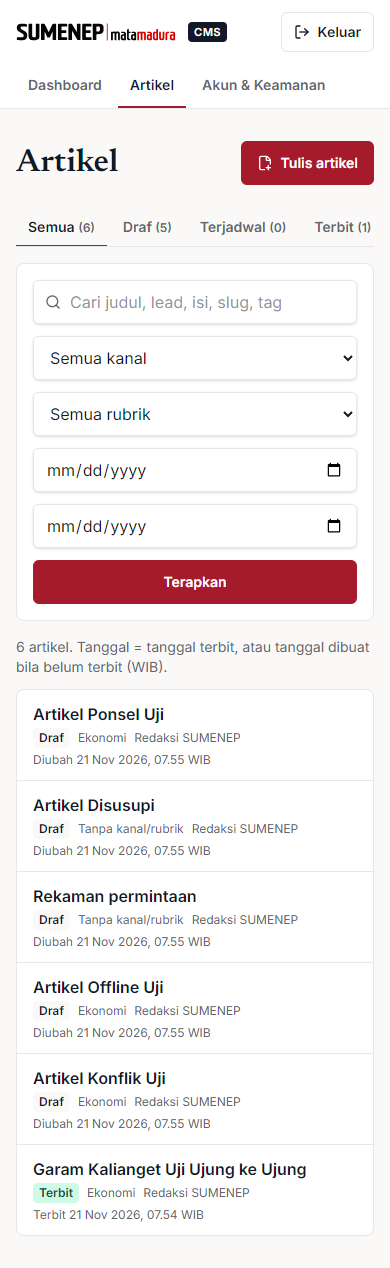 SUMENEP matamadura CMS Keluar
Dashboard Artikel Akun & Keamanan
Artikel Tulis artikel
Semua (6) Draf (5) Terjadwal (0) Terbit (1)
Cari judul, lead, isi, slug, tag
Semua kanal
Semua rubrik
mm/dd/yyyy
mm/dd/yyyy
Terapkan
6 artikel. Tanggal = tanggal terbit, atau tanggal dibuat
bila belum terbit (WIB).
Artikel Ponsel Uji
Draf Ekonomi Redaksi SUMENEP
Diubah 21 Nov 2026, 07.55 WIB
Artikel Disusupi
Draf Tanpa kanal/rubrik Redaksi SUMENEP
Diubah 21 Nov 2026, 07.55 WIB
Rekaman permintaan
Draf Tanpa kanal/rubrik Redaksi SUMENEP
Diubah 21 Nov 2026, 07.55 WIB
Artikel Offline Uji
Draf Ekonomi Redaksi SUMENEP
Diubah 21 Nov 2026, 07.55 WIB
Artikel Konflik Uji
Draf Ekonomi Redaksi SUMENEP
Diubah 21 Nov 2026, 07.55 WIB
Garam Kalianget Uji Ujung ke Ujung
Terbit Ekonomi Redaksi SUMENEP
Terbit 21 Nov 2026, 07.54 WIB